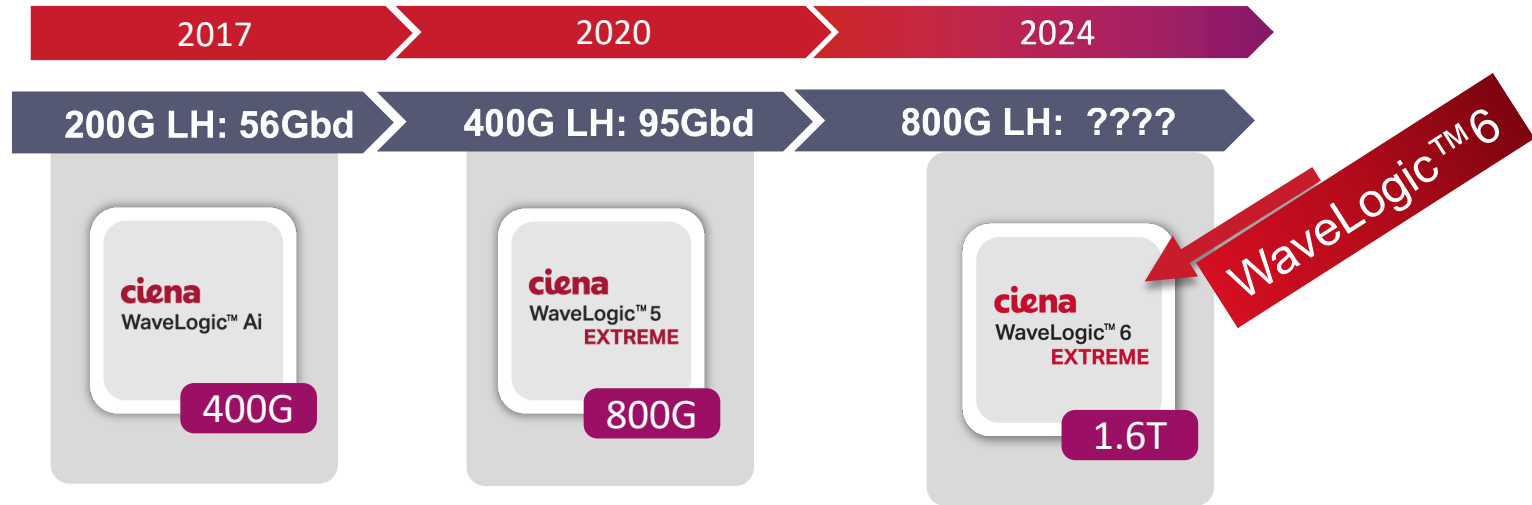 2017
2020
2024
200G LH: 56Gbd
400G LH: 95Gbd
800G LH: ????
WaveLogic™6
ciena
WaveLogic™ Ai
400G
ciena
WaveLogic™ 5
EXTREME
800G
ciena
WaveLogic™ 6
EXTREME
1.6T